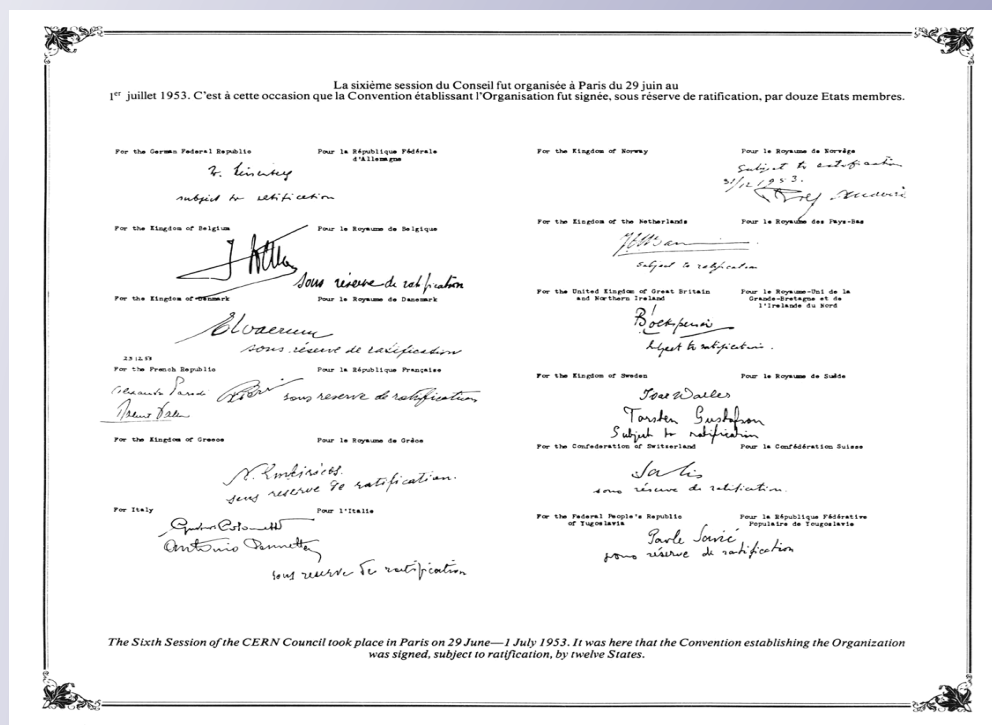 La sixième session du Conseil fut organisée à Paris du 29 juin au
1er juillet 1953. C'est à cette occasion que la Convention établissant l'Organisation fut signée, sous réserve de ratification, par douze Etats membres.
For the German Federal Republic Pour la République Fédérale
d'Allemagne
subject to ratification
For the Kingdom of Belgium Pour le Royaume de Belgique
sous réserve de ratification
For the Kingdom of Denmark Pour le Royaume de Danemark
sous réserve de ratification
23 12 53
For the French Republic Pour la République Française
sous reserve de ratification
For the Kingdom of Greece Pour le Royaume de Grèce
sous reserve de ratification.
For Italy Pour l'Italie
Antonio
sous reserve de ratification
For the Kingdom of Norway Pour le Royaume de Norvège
Subject to ratification
31/12 1953.
For the Kingdom of the Netherlands Pour le Royaume des Pays-Bas
subject to ratification
For the United Kingdom of Great Britain Pour le Royaume-Uni de la
and Northern Ireland Grande-Bretagne et de
l'Irelande du Nord
subject to ratification.
For the Kingdom of Sweden Pour le Royaume de Suède
Torsten Gustafson
Subject to ratification
For the Confederation of Switzerland Pour la Confédération Suisse
sous réserve de ratification.
For the Federal People's Republic Pour la République Fédérative
of Yugoslavia Populaire de Yougoslavie
Pavle Savić
sous réserve de ratification
The Sixth Session of the CERN Council took place in Paris on 29 June—1 July 1953. It was here that the Convention establishing the Organization
was signed, subject to ratification, by twelve States.